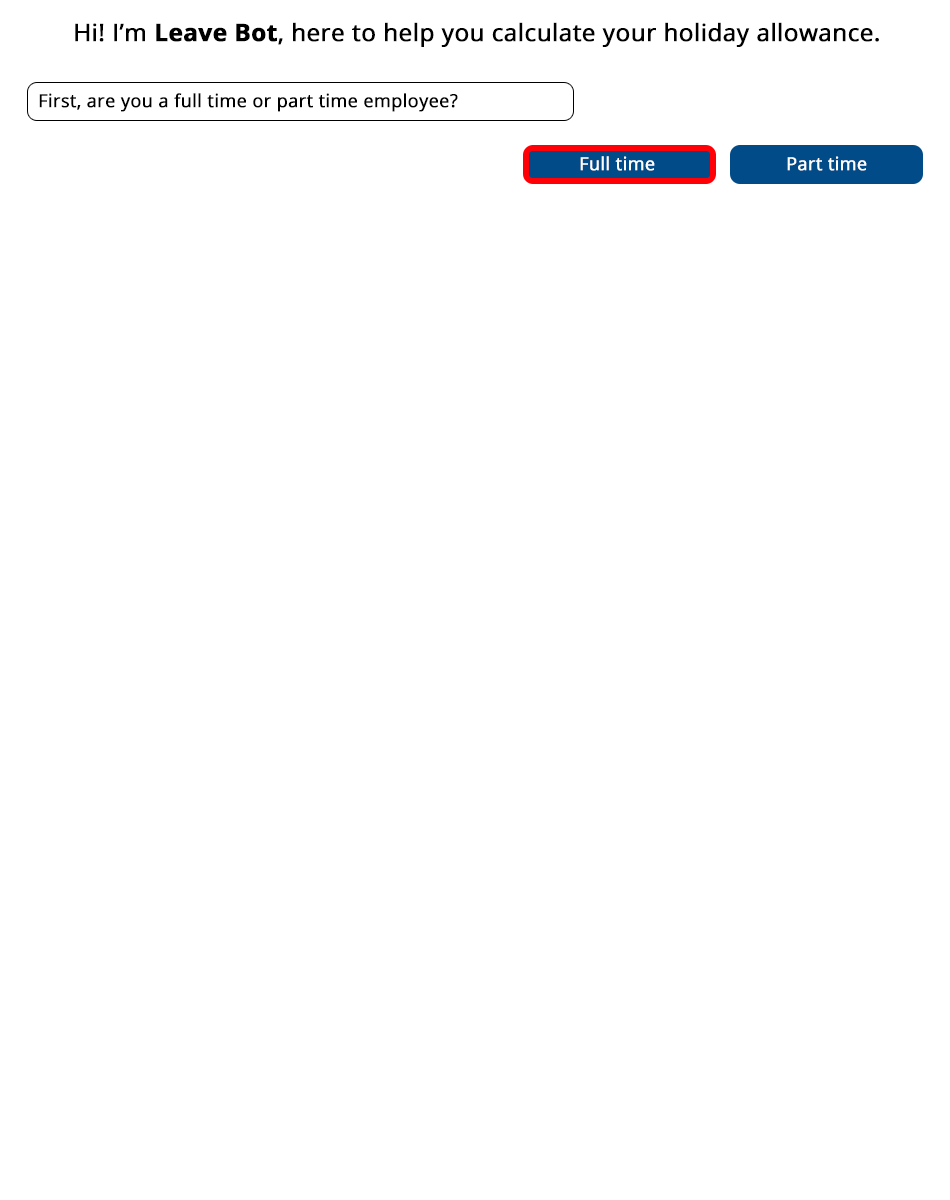 Hi! I’m Leave Bot, here to help you calculate your holiday allowance.
First, are you a full time or part time employee?
Full time
Part time